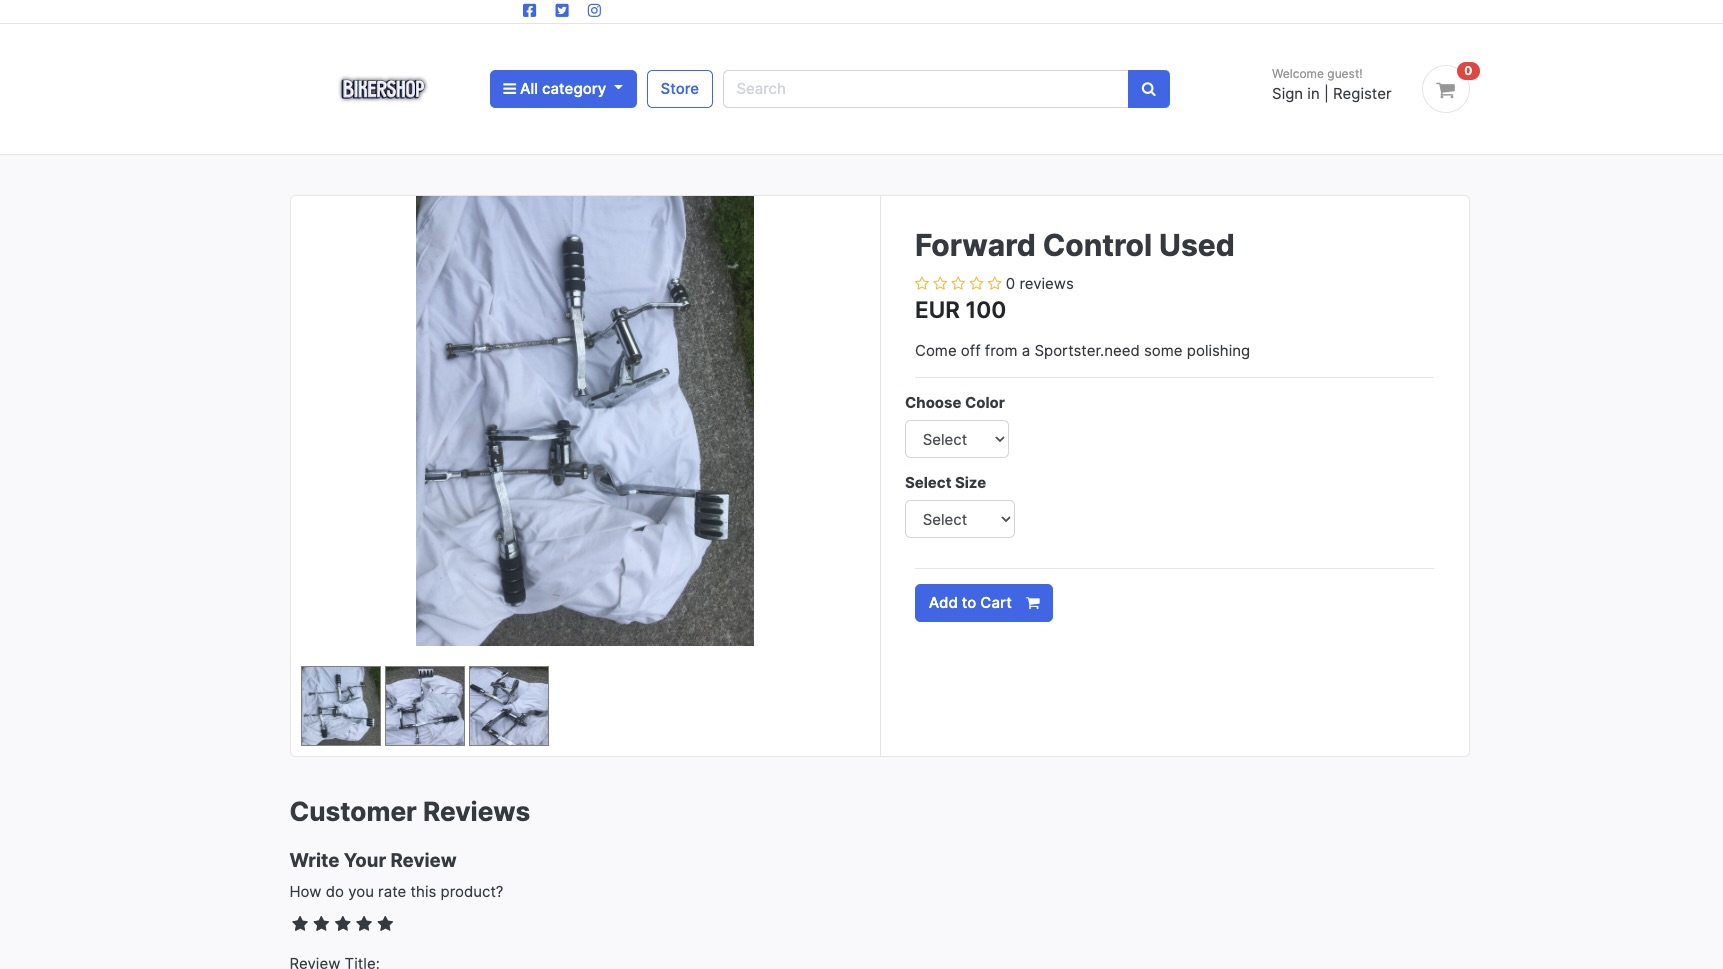 BIKERSHOP
All category
Store
Search
Welcome guest!
Sign in | Register
0
Forward Control Used
0 reviews
EUR 100
Come off from a Sportster.need some polishing
Choose Color
Select
Select Size
Select
Add to Cart
Customer Reviews
Write Your Review
How do you rate this product?
Review Title: